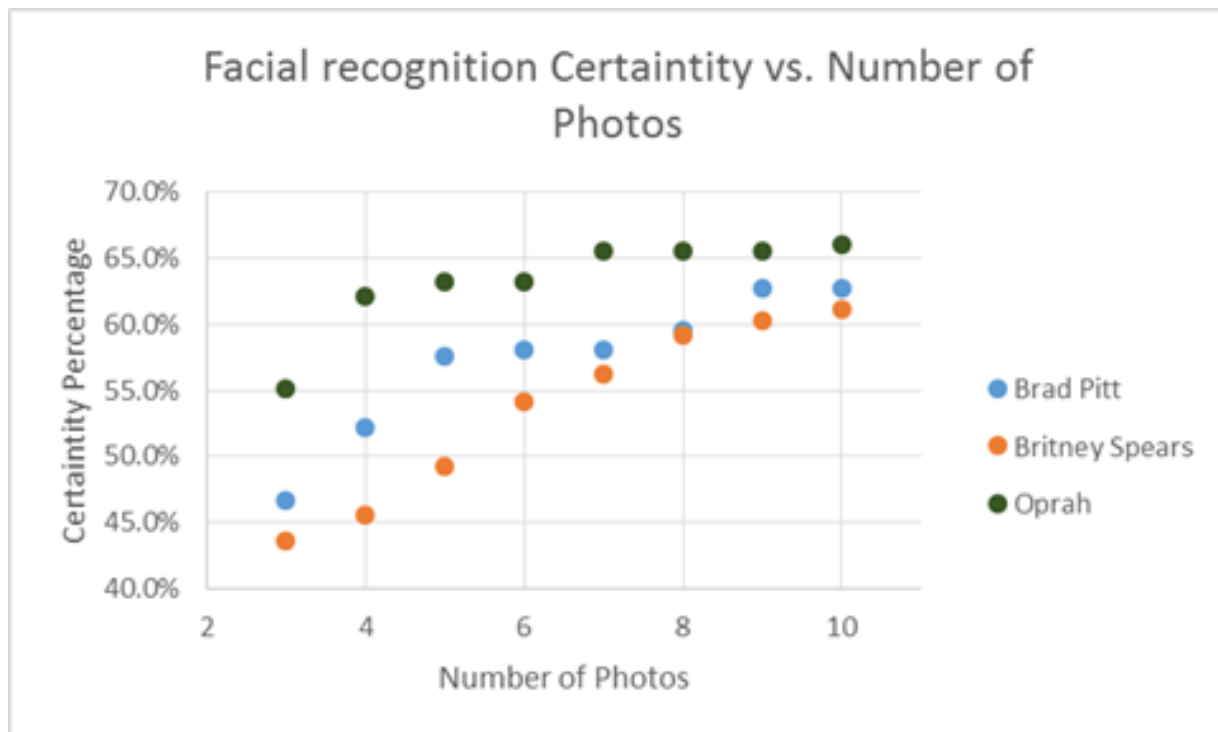 Facial recognition Certaintity vs. Number of
Photos
70.0%
65.0%
60.0%
55.0%
50.0%
45.0%
40.0%
Certaintity Percentage
2 4 6 8 10
Number of Photos
Brad Pitt
Britney Spears
Oprah